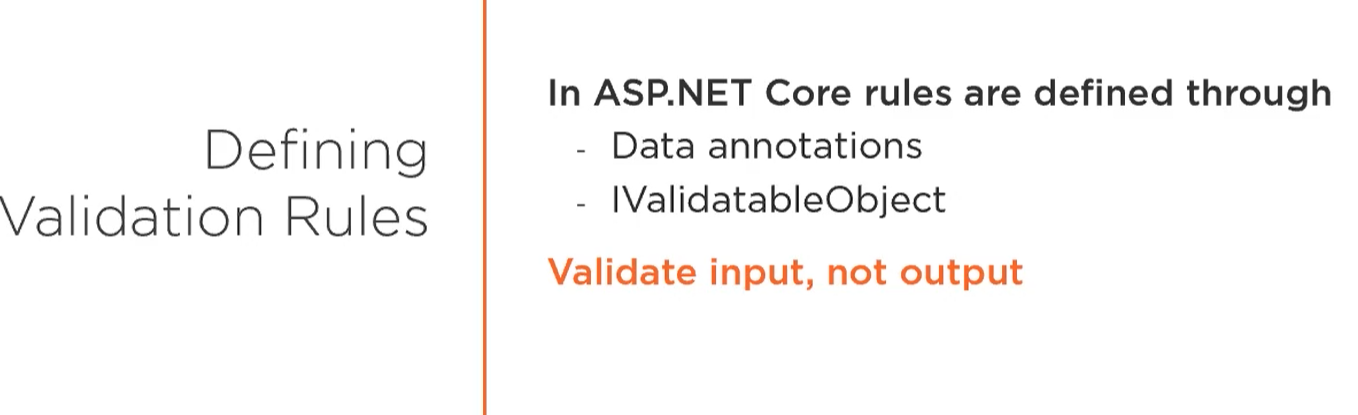 Defining
Validation Rules
In ASP.NET Core rules are defined through
- Data annotations
- IValidatableObject
Validate input, not output